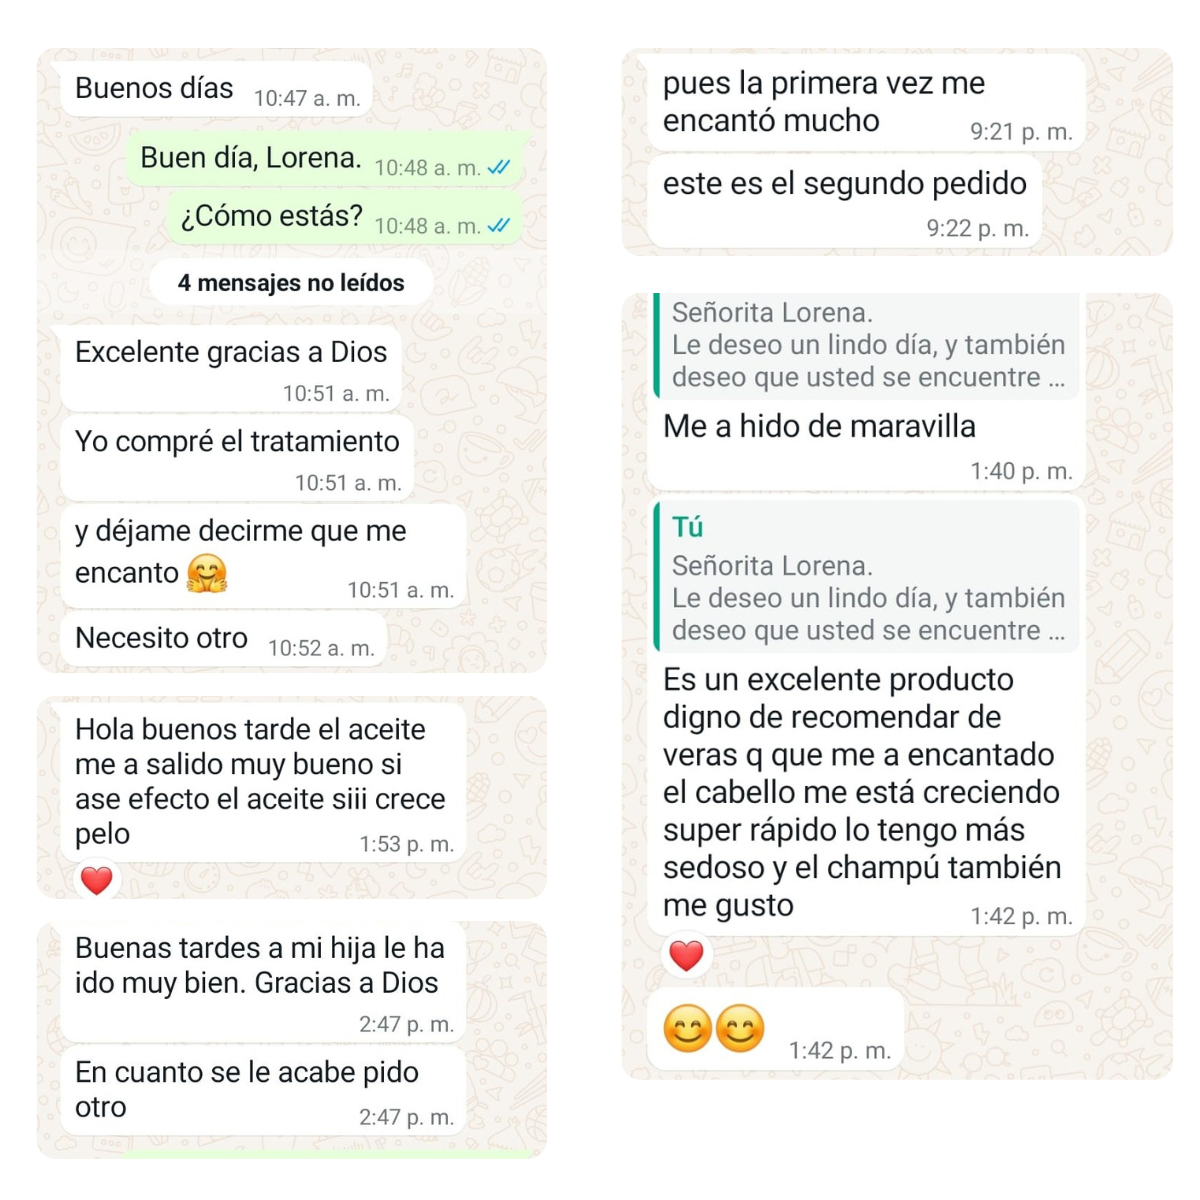 Buenos días 10:47 a. m.
Buen día, Lorena. 10:48 a. m.
¿Cómo estás? 10:48 a. m.
4 mensajes no leídos
Excelente gracias a Dios
10:51 a. m.
Yo compré el tratamiento
10:51 a. m.
y déjame decirme que me
encanto 🤗 10:51 a. m.
Necesito otro 10:52 a. m.
Hola buenos tarde el aceite
me a salido muy bueno si
ase efecto el aceite siii crece
pelo 1:53 p. m.
❤️
Buenas tardes a mi hija le ha
ido muy bien. Gracias a Dios
2:47 p. m.
En cuanto se le acabe pido
otro 2:47 p. m.
pues la primera vez me
encantó mucho 9:21 p. m.
este es el segundo pedido
9:22 p. m.
Señorita Lorena.
Le deseo un lindo día, y también
deseo que usted se encuentre ...
Me a hido de maravilla
1:40 p. m.
Tú
Señorita Lorena.
Le deseo un lindo día, y también
deseo que usted se encuentre ...
Es un excelente producto
digno de recomendar de
veras q que me a encantado
el cabello me está creciendo
super rápido lo tengo más
sedoso y el champú también
me gusto 1:42 p. m.
❤️
😊😊 1:42 p. m.